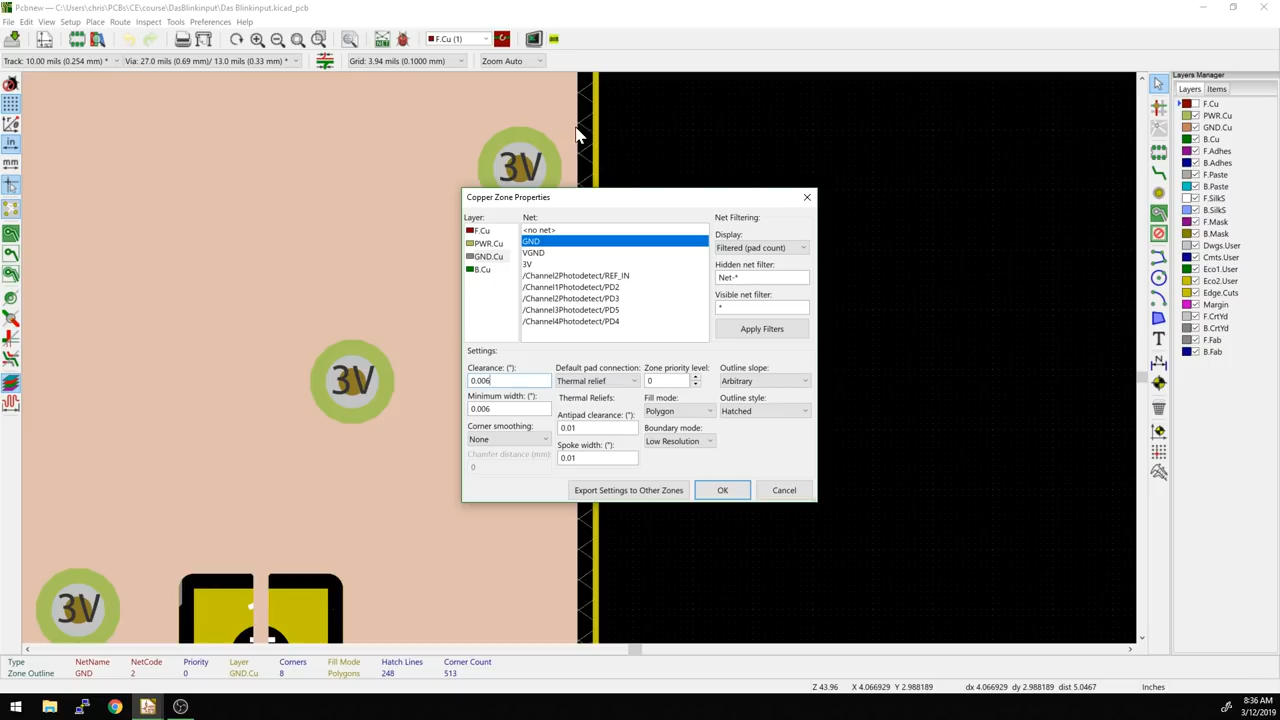 Pcbnew — C:\Users\chris\PCBs\CE\course\DasBlinkinput\Das Blinkinput.kicad_pcb
File Edit View Setup Place Route Inspect Tools Preferences Help
F.Cu (1)
Track: 10.00 mils (0.254 mm) * Via: 27.0 mils (0.69 mm)/ 13.0 mils (0.33 mm) * Grid: 3.94 mils (0.1000 mm) Zoom Auto
Layers Manager
Layers Items
F.Cu
PWR.Cu
GND.Cu
B.Cu
F.Adhes
B.Adhes
F.Paste
B.Paste
F.SilkS
B.SilkS
F.Mask
B.Mask
Dwgs.User
Cmts.User
Eco1.User
Eco2.User
Edge.Cuts
Margin
F.CrtYd
B.CrtYd
F.Fab
B.Fab
in
mm
3V
3V
3V
Copper Zone Properties
Layer:
F.Cu
PWR.Cu
GND.Cu
B.Cu
Net:
<no net>
GND
VGND
3V
/Channel2Photodetect/REF_IN
/Channel1Photodetect/PD2
/Channel2Photodetect/PD3
/Channel3Photodetect/PD5
/Channel4Photodetect/PD4
Net Filtering:
Display:
Filtered (pad count)
Hidden net filter:
Net-*
Visible net filter:
*
Apply Filters
Settings:
Clearance: ("):
0.006
Minimum width: ("):
0.006
Corner smoothing:
None
Chamfer distance (mm):
0
Default pad connection:
Thermal relief
Thermal Reliefs:
Antipad clearance: ("):
0.01
Spoke width: ("):
0.01
Zone priority level:
0
Fill mode:
Polygon
Boundary mode:
Low Resolution
Outline slope:
Arbitrary
Outline style:
Hatched
Export Settings to Other Zones OK Cancel
Type NetName NetCode Priority Layer Corners Fill Mode Hatch Lines Corner Count
Zone Outline GND 2 0 GND.Cu 8 Polygons 248 513
Z 43.96 X 4.066929 Y 2.988189 dx 4.066929 dy 2.988189 dist 5.0467 Inches
8:36 AM
3/12/2019